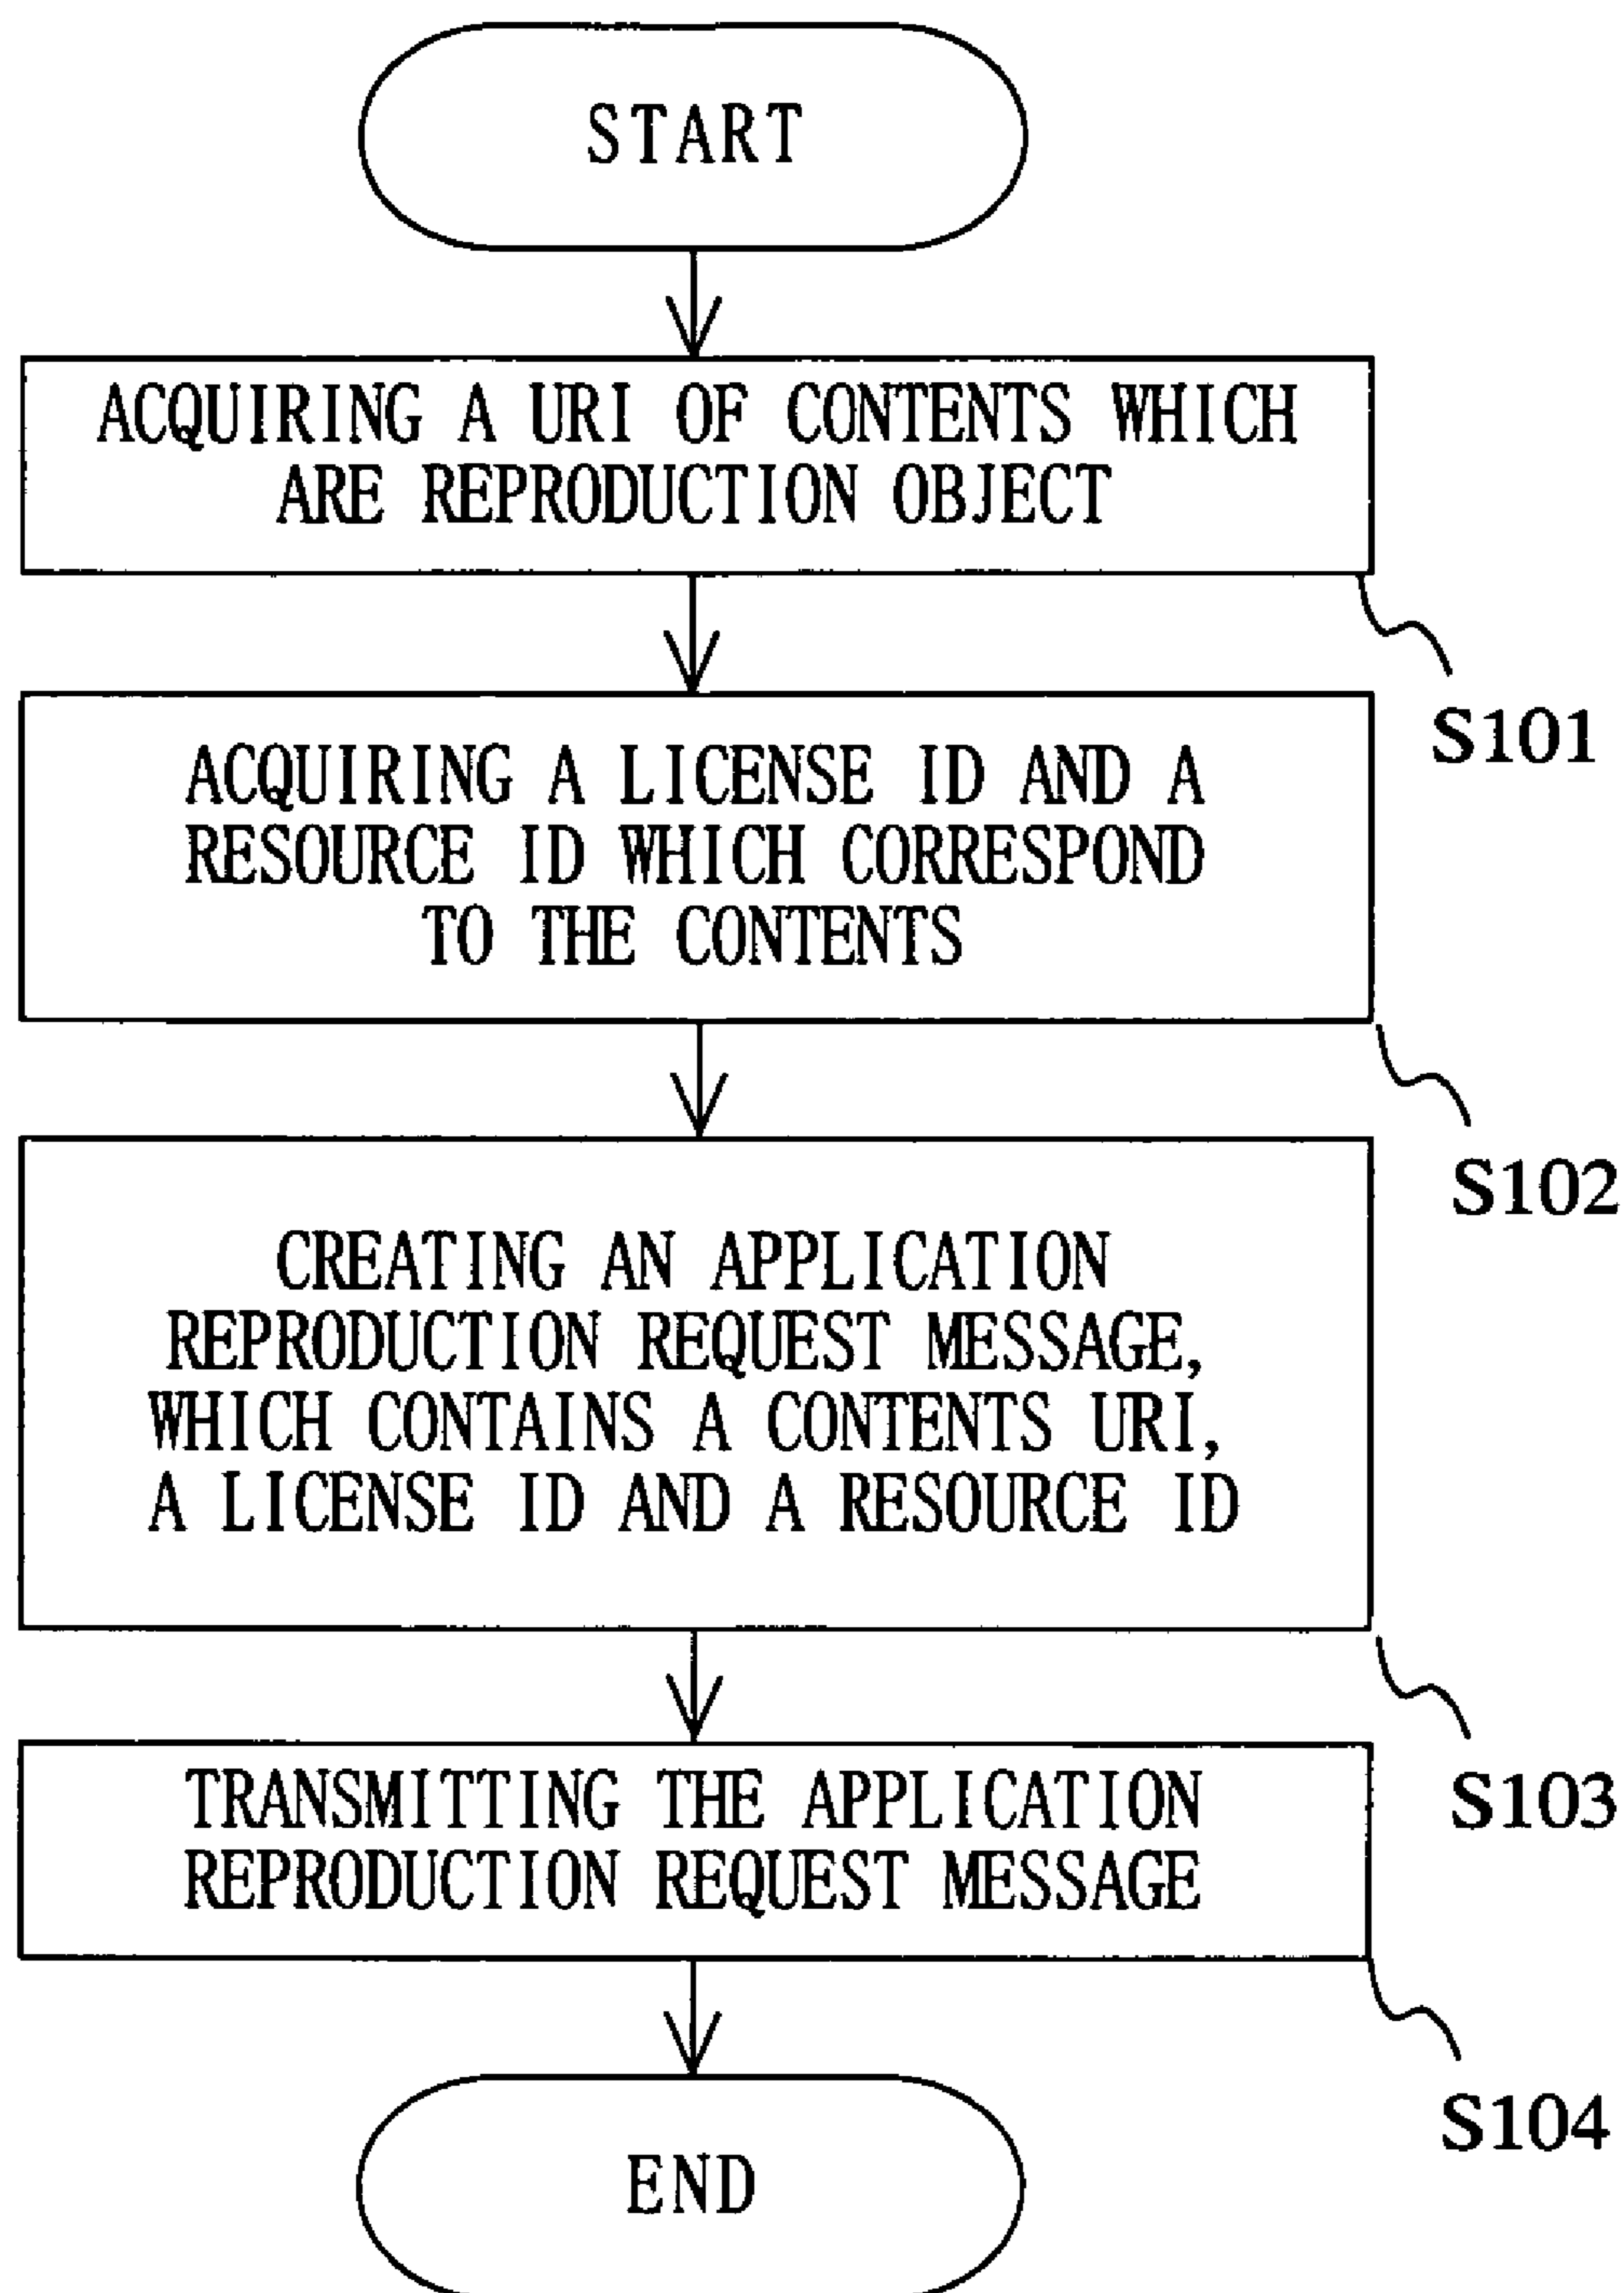 START
ACQUIRING A URI OF CONTENTS WHICH
ARE REPRODUCTION OBJECT
S101
ACQUIRING A LICENSE ID AND A
RESOURCE ID WHICH CORRESPOND
TO THE CONTENTS
S102
CREATING AN APPLICATION
REPRODUCTION REQUEST MESSAGE,
WHICH CONTAINS A CONTENTS URI,
A LICENSE ID AND A RESOURCE ID
S103
TRANSMITTING THE APPLICATION
REPRODUCTION REQUEST MESSAGE
S104
END